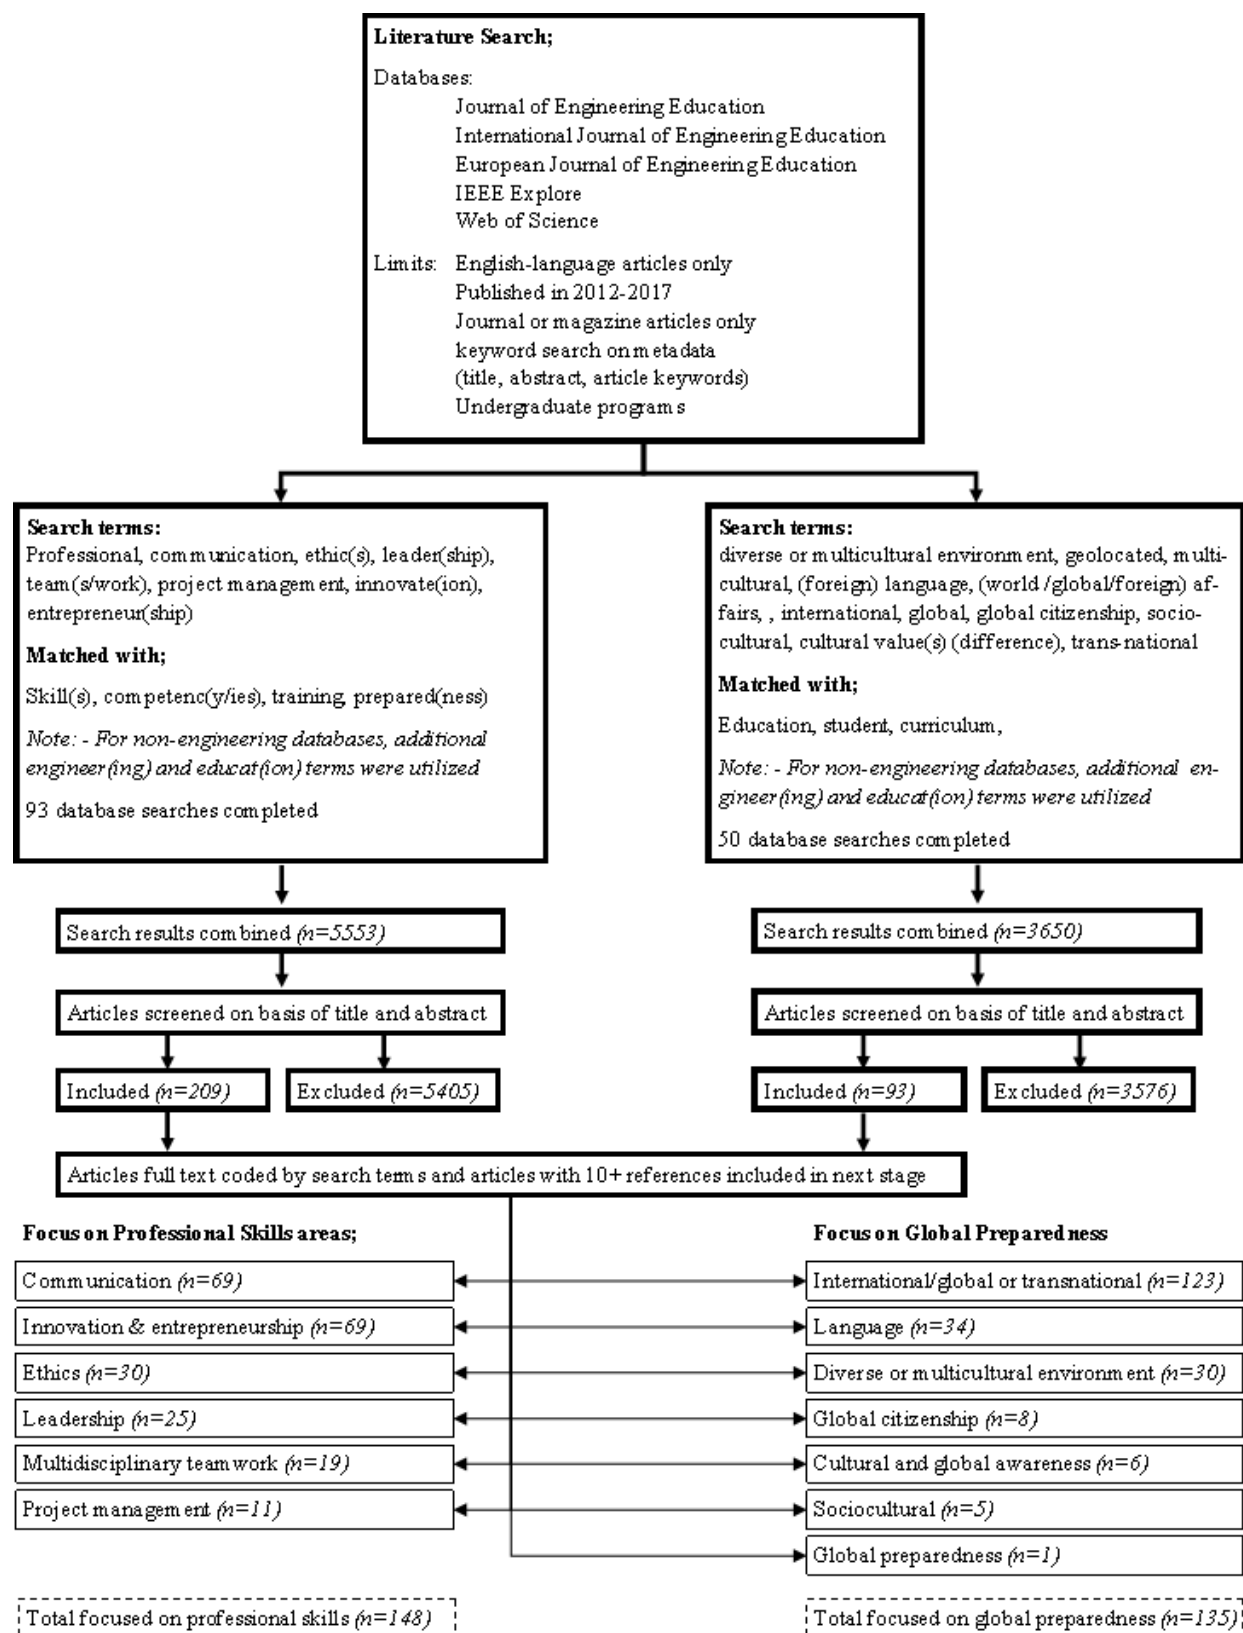 Literature Search;
Databases:
Journal of Engineering Education
International Journal of Engineering Education
European Journal of Engineering Education
IEEE Explore
Web of Science
Limits: English-language articles only
Published in 2012-2017
Journal or magazine articles only
keyword search on metadata
(title, abstract, article keywords)
Undergraduate programs
Search terms:
Professional, communication, ethic(s), leader(ship),
team(s/work), project management, innovate(ion),
entrepreneur(ship)
Matched with;
Skill(s), competenc(y/ies), training, prepared(ness)
Note: - For non-engineering databases, additional
engineer(ing) and educat(ion) terms were utilized
93 database searches completed
Search terms:
diverse or multicultural environment, geolocated, multi-
cultural, (foreign) language, (world /global/foreign) af-
fairs, , international, global, global citizenship, socio-
cultural, cultural value(s) (difference), trans-national
Matched with;
Education, student, curriculum,
Note: - For non-engineering databases, additional en-
gineer(ing) and educat(ion) terms were utilized
50 database searches completed
Search results combined (n=5553)
Search results combined (n=3650)
Articles screened on basis of title and abstract
Articles screened on basis of title and abstract
Included (n=209)
Excluded (n=5405)
Included (n=93)
Excluded (n=3576)
Articles full text coded by search terms and articles with 10+ references included in next stage
Focus on Professional Skills areas;
Focus on Global Preparedness
Communication (n=69)
International/global or transnational (n=123)
Innovation & entrepreneurship (n=69)
Language (n=34)
Ethics (n=30)
Diverse or multicultural environment (n=30)
Leadership (n=25)
Global citizenship (n=8)
Multidisciplinary teamwork (n=19)
Cultural and global awareness (n=6)
Project management (n=11)
Sociocultural (n=5)
Global preparedness (n=1)
Total focused on professional skills (n=148)
Total focused on global preparedness (n=135)